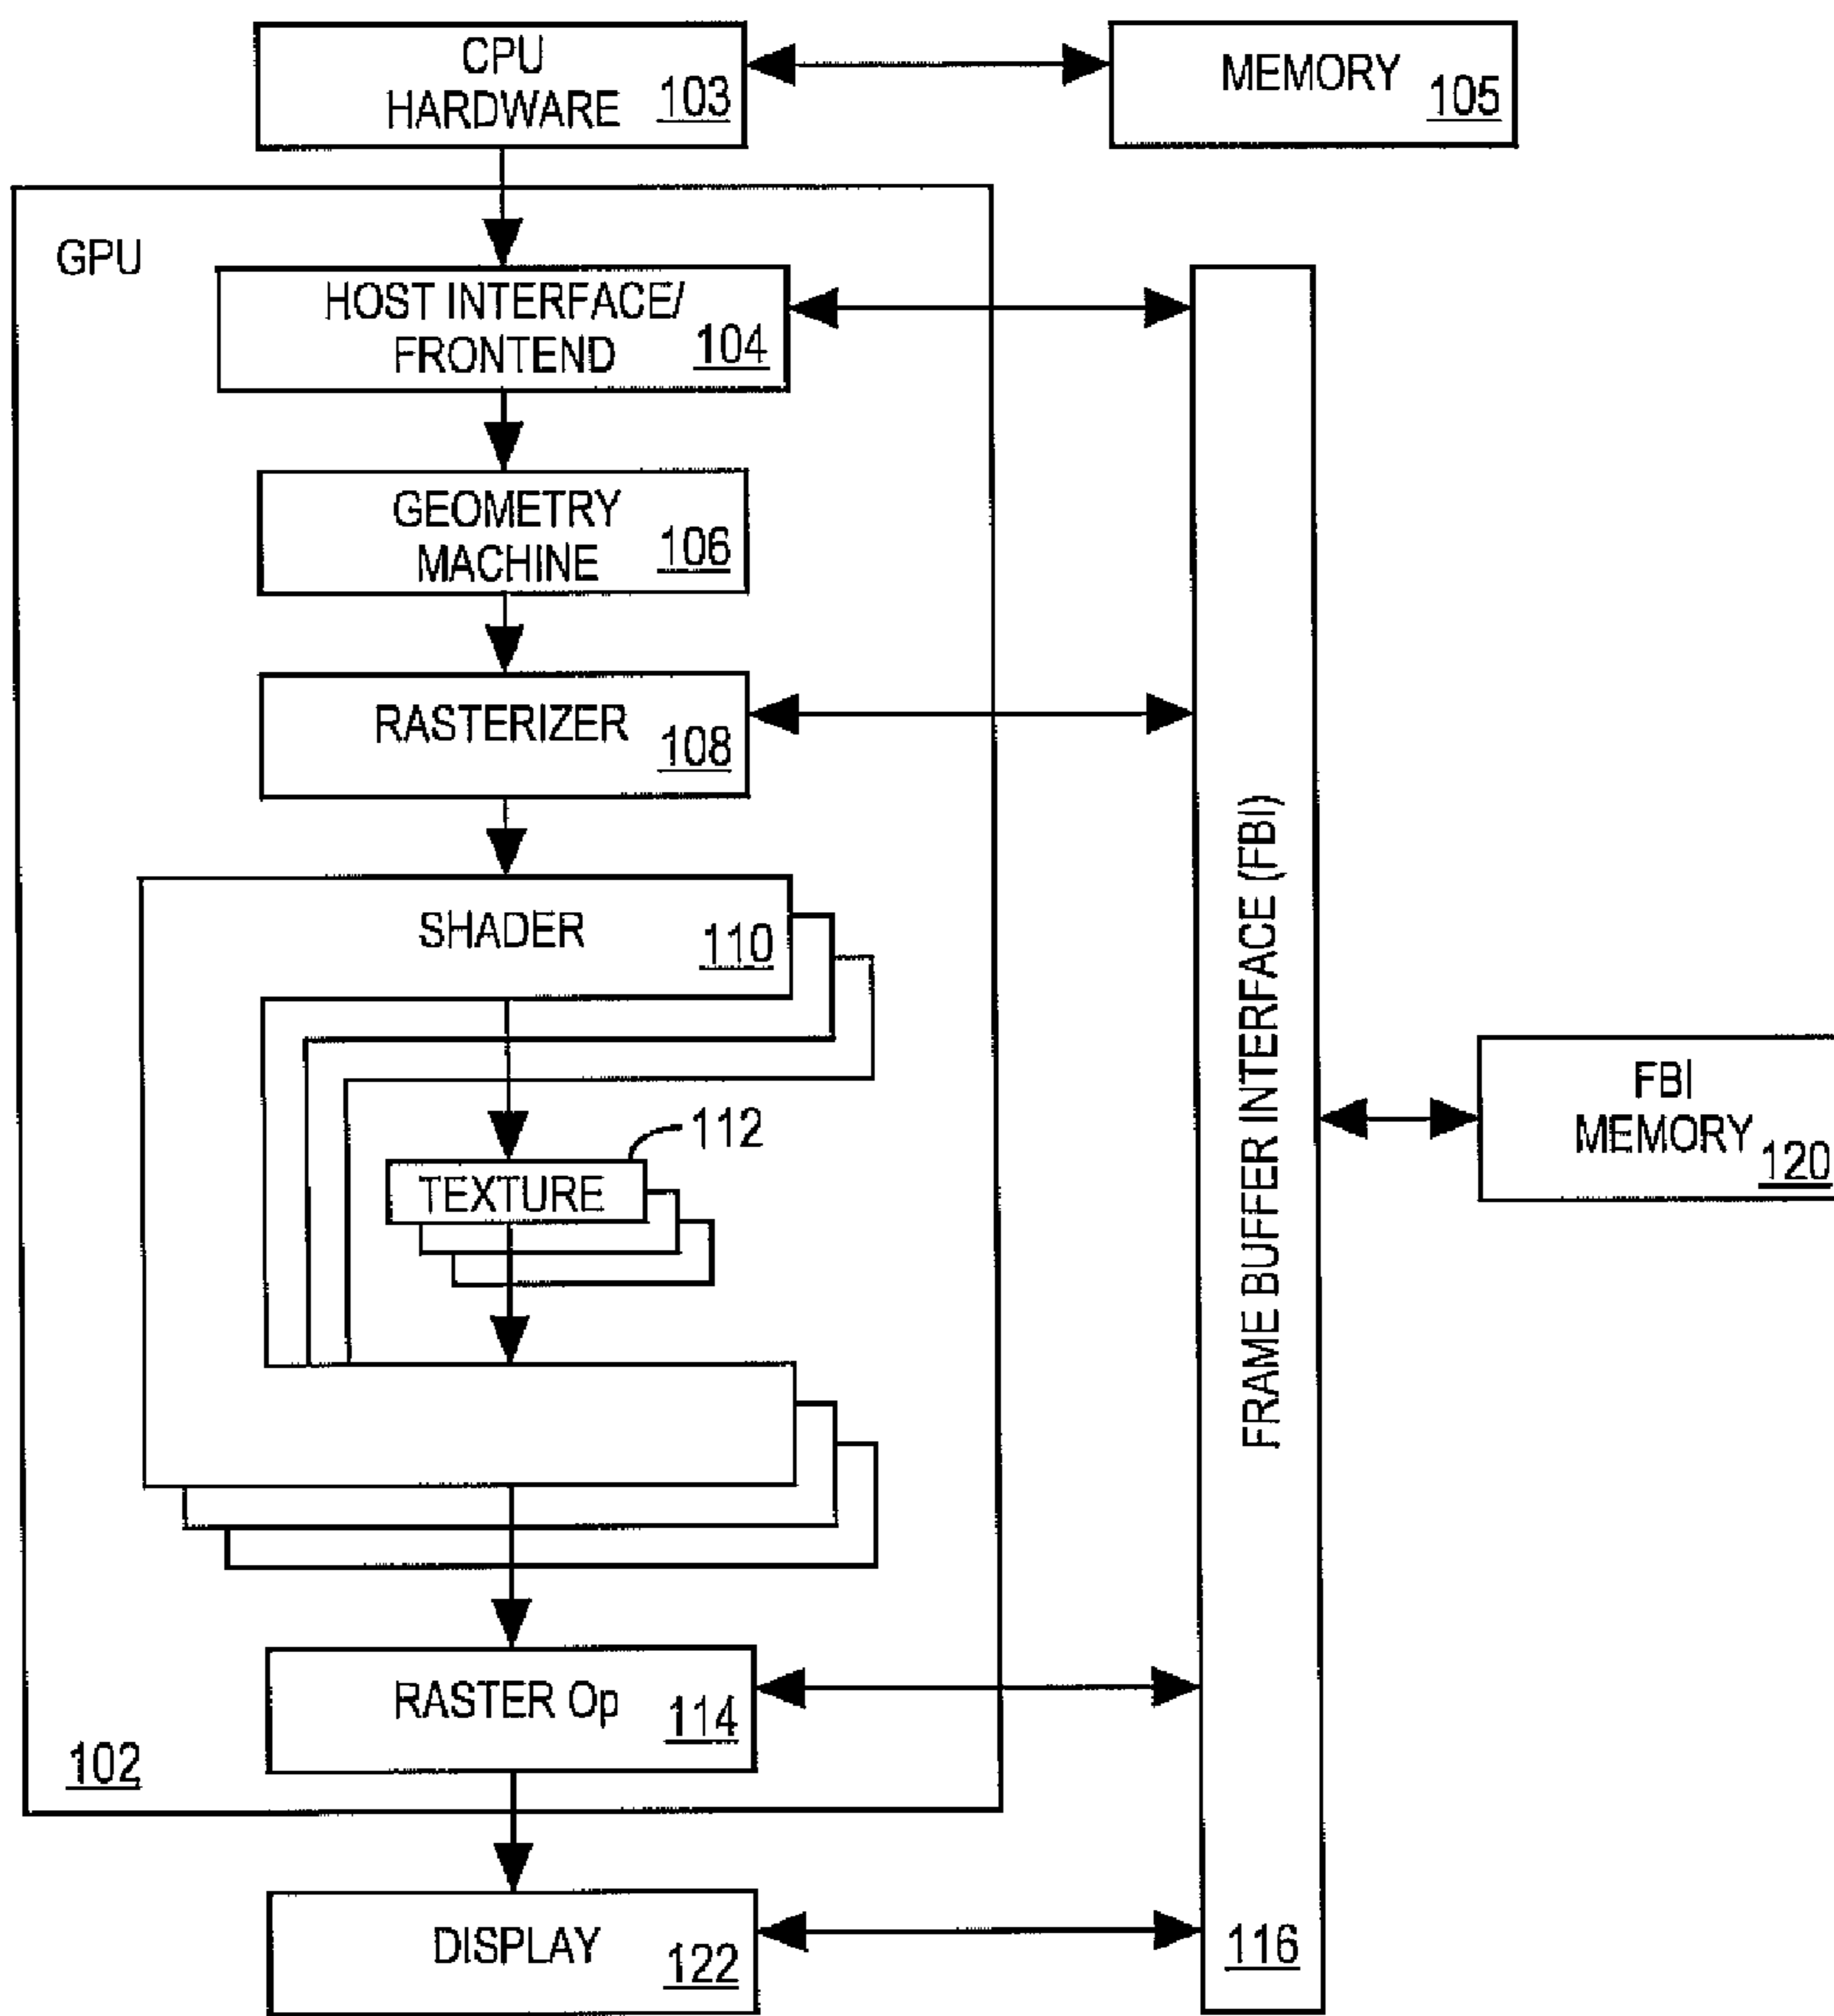 CPU
HARDWARE
103
MEMORY
105
GPU
HOST INTERFACE/
FRONTEND
104
GEOMETRY
MACHINE
106
RASTERIZER
108
SHADER
110
112
TEXTURE
FRAME BUFFER INTERFACE (FBI)
FBI
MEMORY
120
RASTER Op
114
102
DISPLAY
122
116